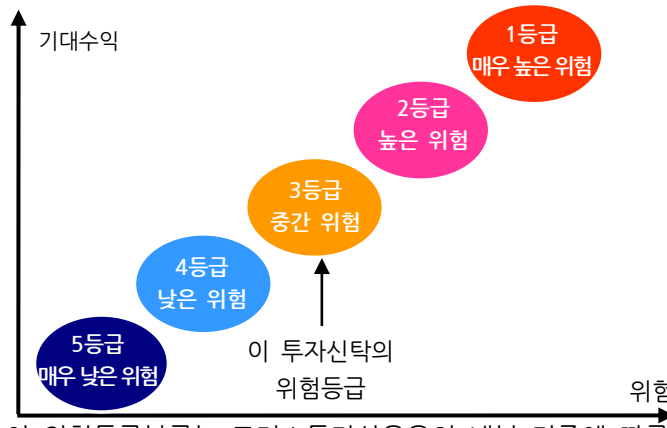 기대수익
1등급
매우 높은 위험
2등급
높은 위험
3등급
중간 위험
4등급
낮은 위험
5등급
매우 낮은 위험
이 투자신탁의
위험등급
위험